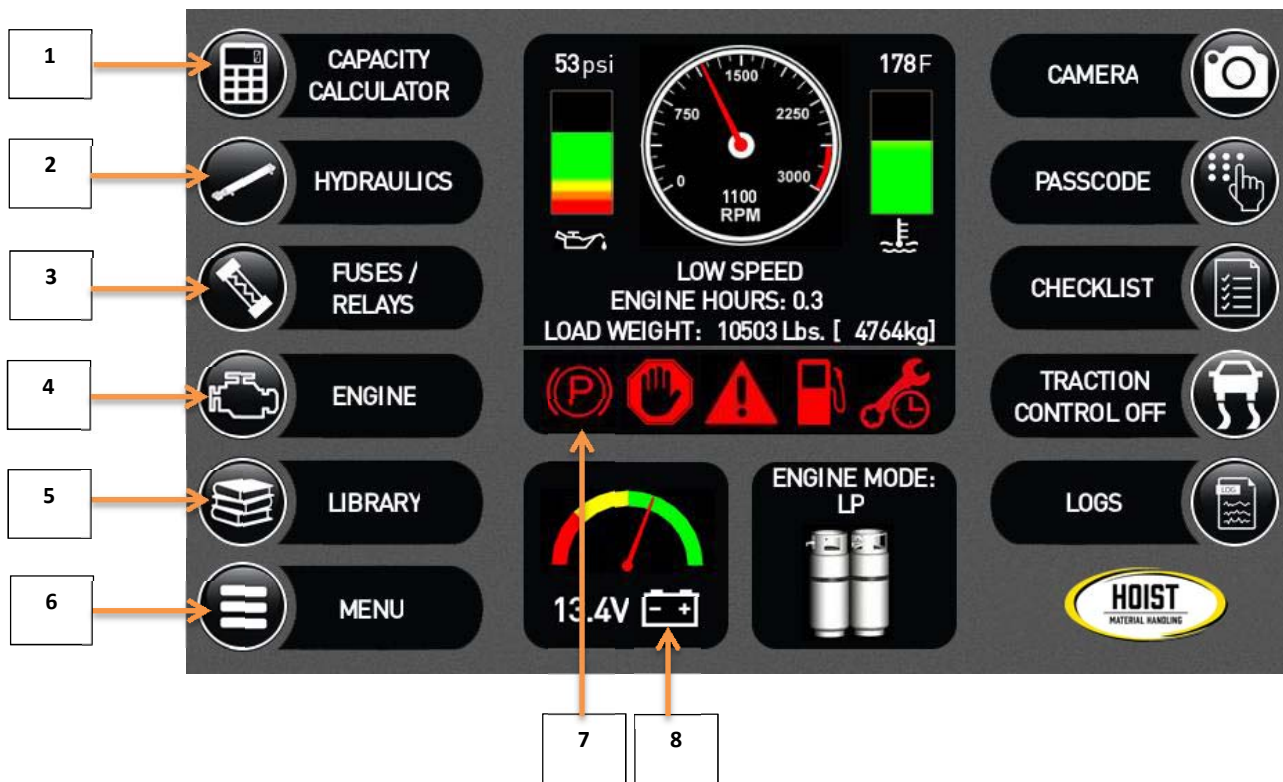 1
CAPACITY
CALCULATOR
2
HYDRAULICS
3
FUSES /
RELAYS
4
ENGINE
5
LIBRARY
6
MENU
53psi
178F
0
750
1500
2250
3000
1100
RPM
LOW SPEED
ENGINE HOURS: 0.3
LOAD WEIGHT: 10503 Lbs. [ 4764kg]
P
13.4V
- +
ENGINE MODE:
LP
CAMERA
PASSCODE
CHECKLIST
TRACTION
CONTROL OFF
LOGS
LOG
HOIST
MATERIAL HANDLING
7
8